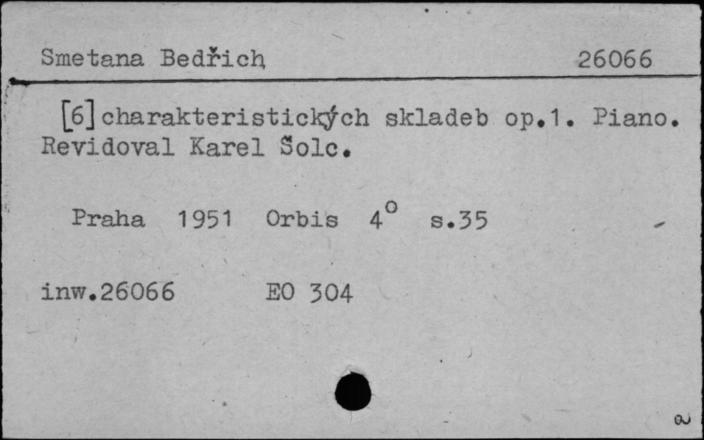 Smetana Bedřich 26066
[6] charakteristických skladeb op.1. Piano.
Revidoval Karel Šolc.
Praha 1951 Orbis 4° s.35
inw.26066 EO 304